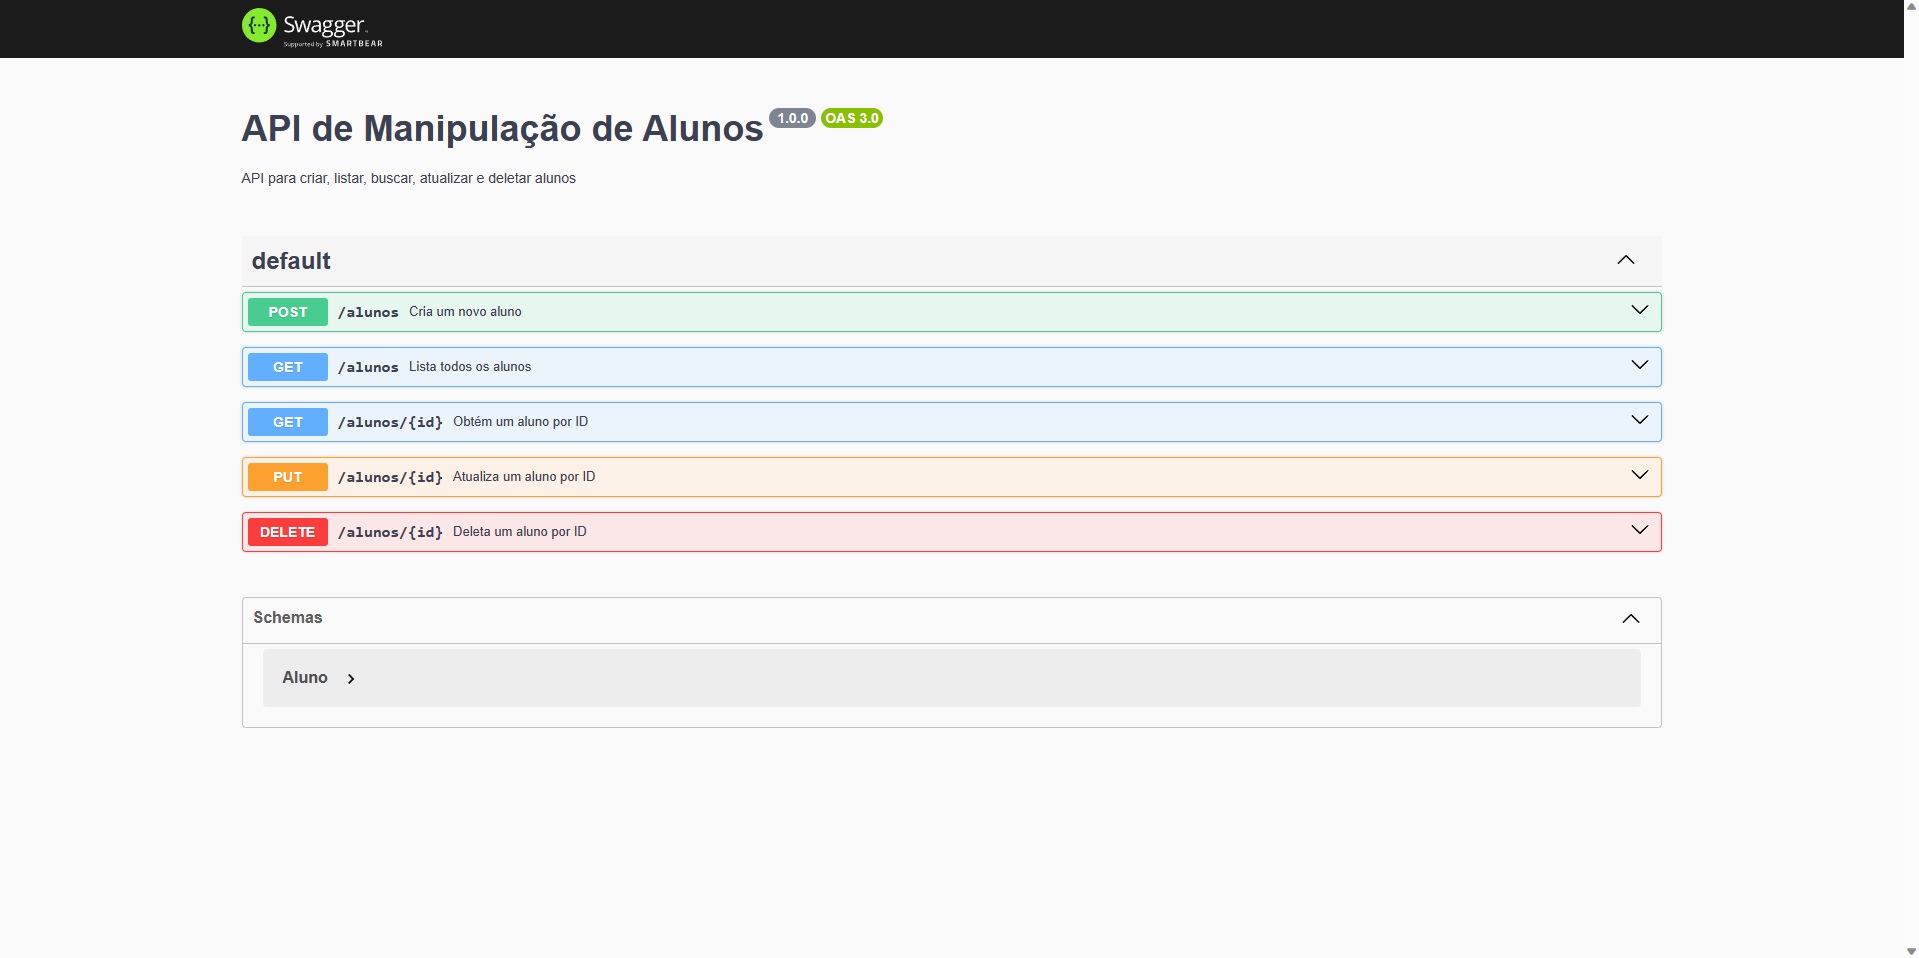 {···} Swagger.
Supported by SMARTBEAR
API de Manipulação de Alunos 1.0.0 OAS 3.0
API para criar, listar, buscar, atualizar e deletar alunos
default
POST /alunos Cria um novo aluno
GET /alunos Lista todos os alunos
GET /alunos/{id} Obtém um aluno por ID
PUT /alunos/{id} Atualiza um aluno por ID
DELETE /alunos/{id} Deleta um aluno por ID
Schemas
Aluno